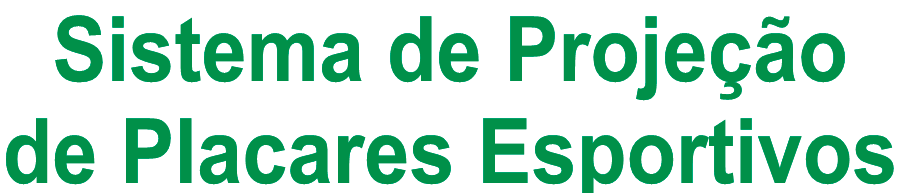 Sistema de Projeção
de Placares Esportivos